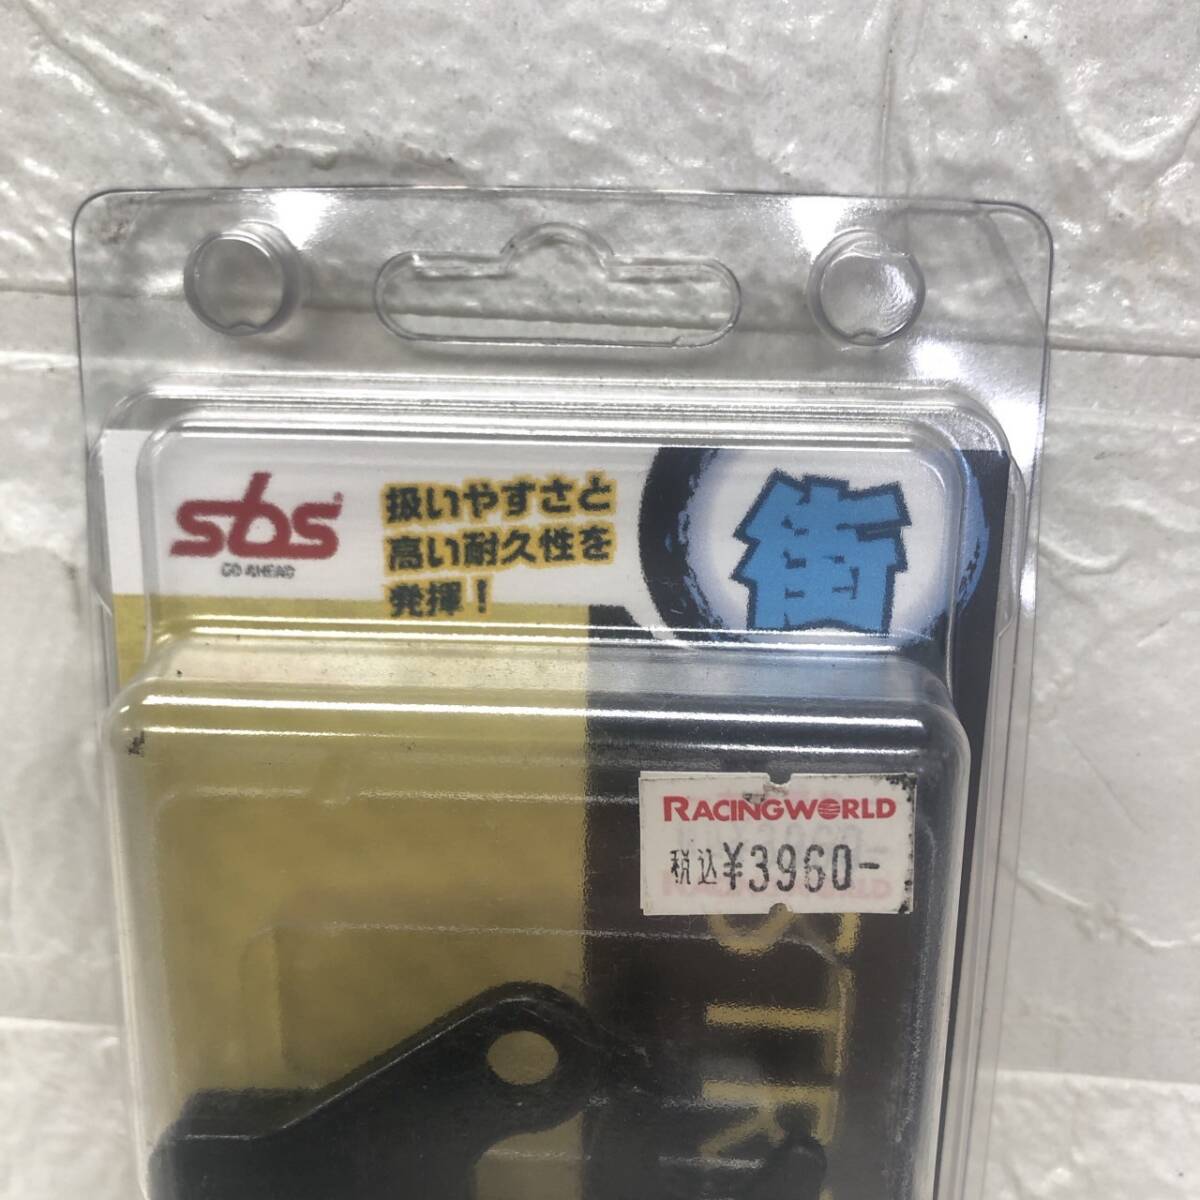 sbs
GO AHEAD
扱いやすさと
高い耐久性を
発揮!
街
RACINGWORLD
税込¥3960-
STR